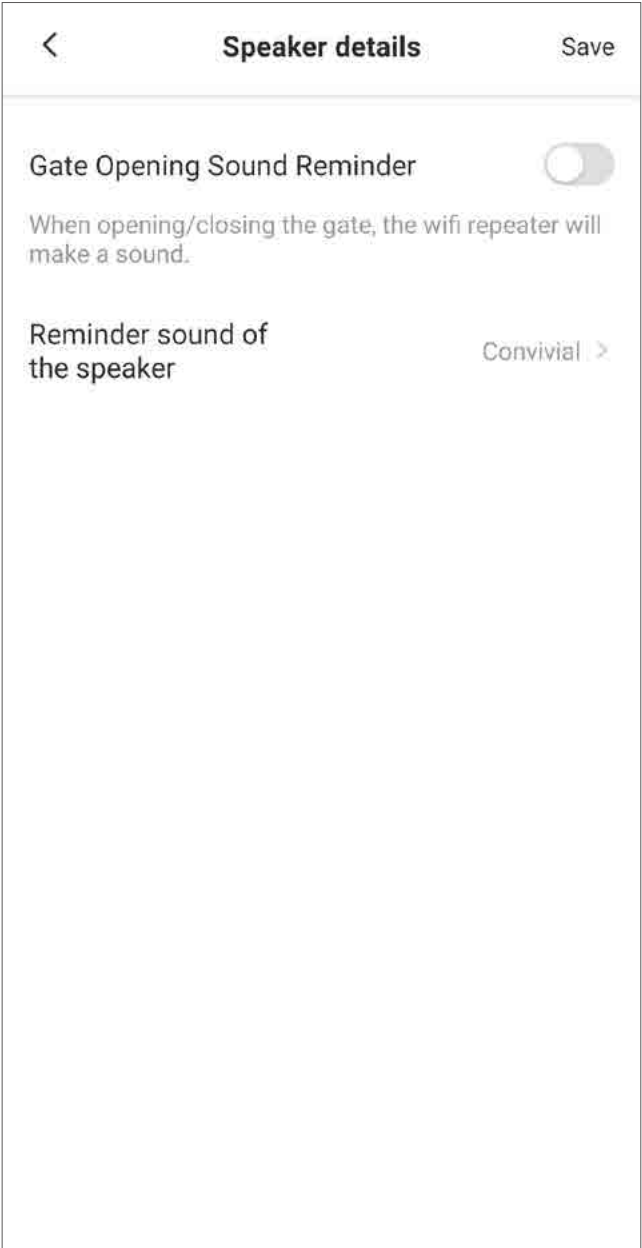 Speaker details
Save
Gate Opening Sound Reminder
When opening/closing the gate, the wifi repeater will
make a sound.
Reminder sound of
the speaker
Convivial